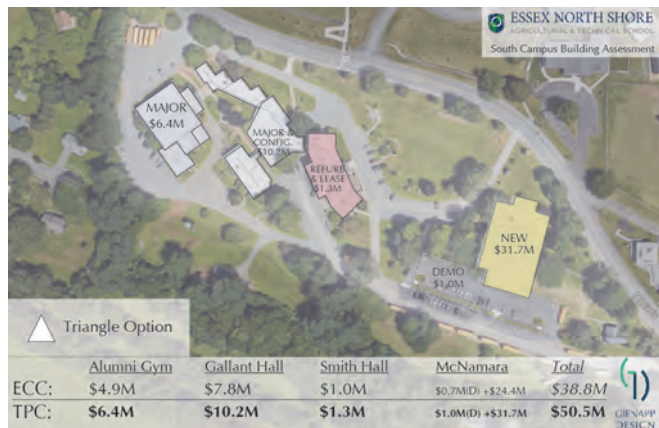 ESSEX NORTH SHORE
AGRICULTURAL & TECHNICAL SCHOOL
South Campus Building Assessment
MAJOR
$6.4M
MAJOR &
CONFIG.
$10.2M
REFURB
& LEASE
$1.3M
NEW
$31.7M
DEMO
$1.0M
Triangle Option
Alumni Gym Gallant Hall Smith Hall McNamara Total
ECC: $4.9M $7.8M $1.0M $0.7M(D) +$24.4M $38.8M
TPC: $6.4M $10.2M $1.3M $1.0M(D) +$31.7M $50.5M
GIENAPP
DESIGN